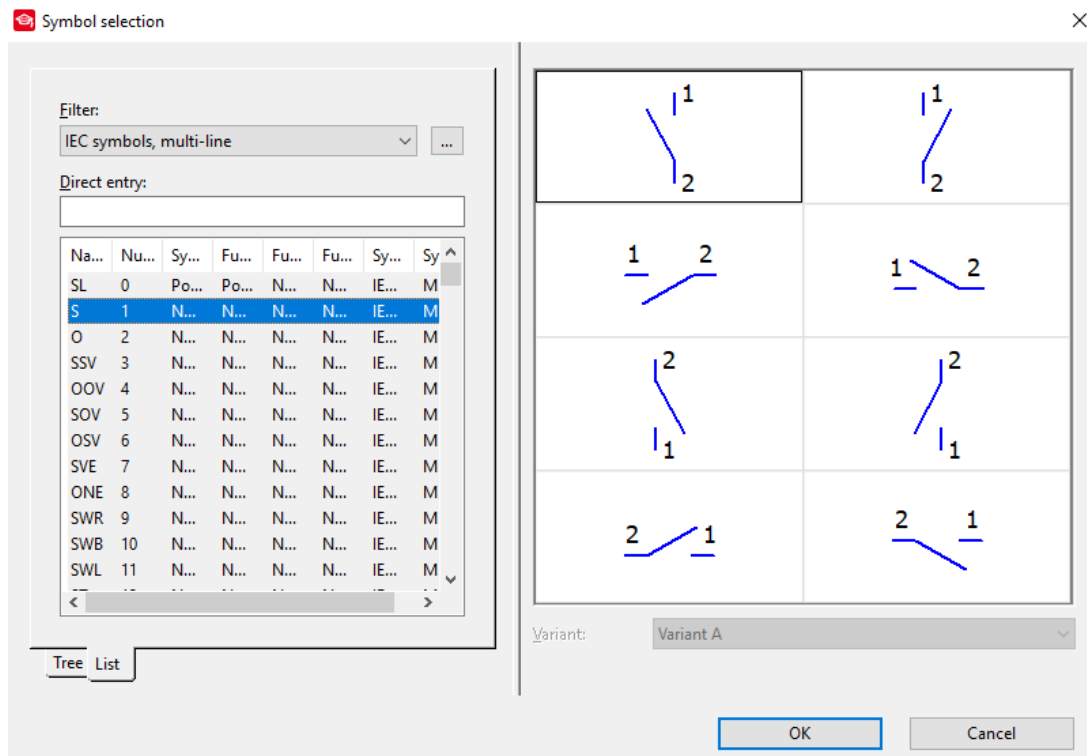 Symbol selection
Filter:
IEC symbols, multi-line
...
Direct entry:
Na... Nu... Sy... Fu... Fu... Fu... Sy... Sy
SL 0 Po... Po... N... N... IE... M
S 1 N... N... N... N... IE... M
O 2 N... N... N... N... IE... M
SSV 3 N... N... N... N... IE... M
OOV 4 N... N... N... N... IE... M
SOV 5 N... N... N... N... IE... M
OSV 6 N... N... N... N... IE... M
SVE 7 N... N... N... N... IE... M
ONE 8 N... N... N... N... IE... M
SWR 9 N... N... N... N... IE... M
SWB 10 N... N... N... N... IE... M
SWL 11 N... N... N... N... IE... M
Tree List
1 1
2 2
1 2 1 2
2 2
1 1
2 1 2 1
Variant: Variant A
OK Cancel